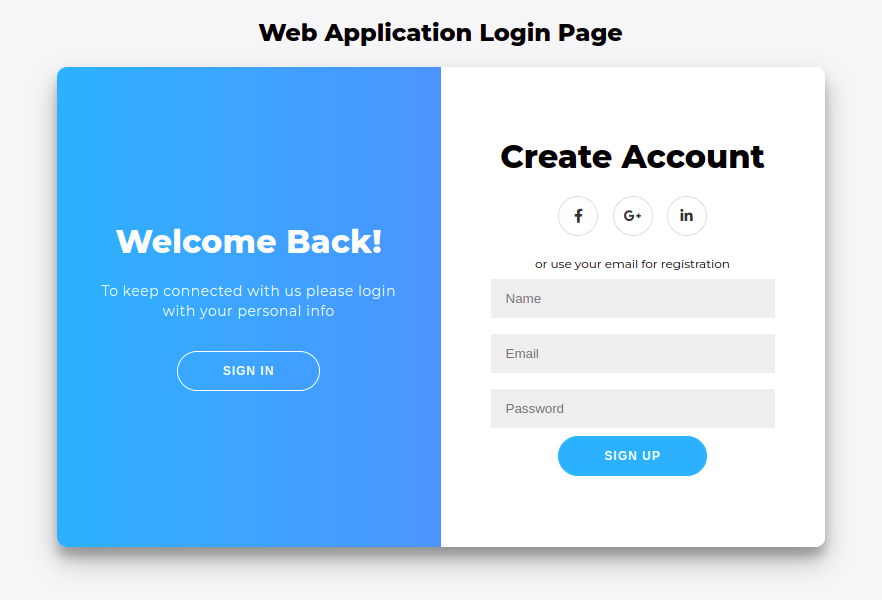 Web Application Login Page
Welcome Back!
To keep connected with us please login
with your personal info
SIGN IN
Create Account
f
G+
in
or use your email for registration
Name
Email
Password
SIGN UP